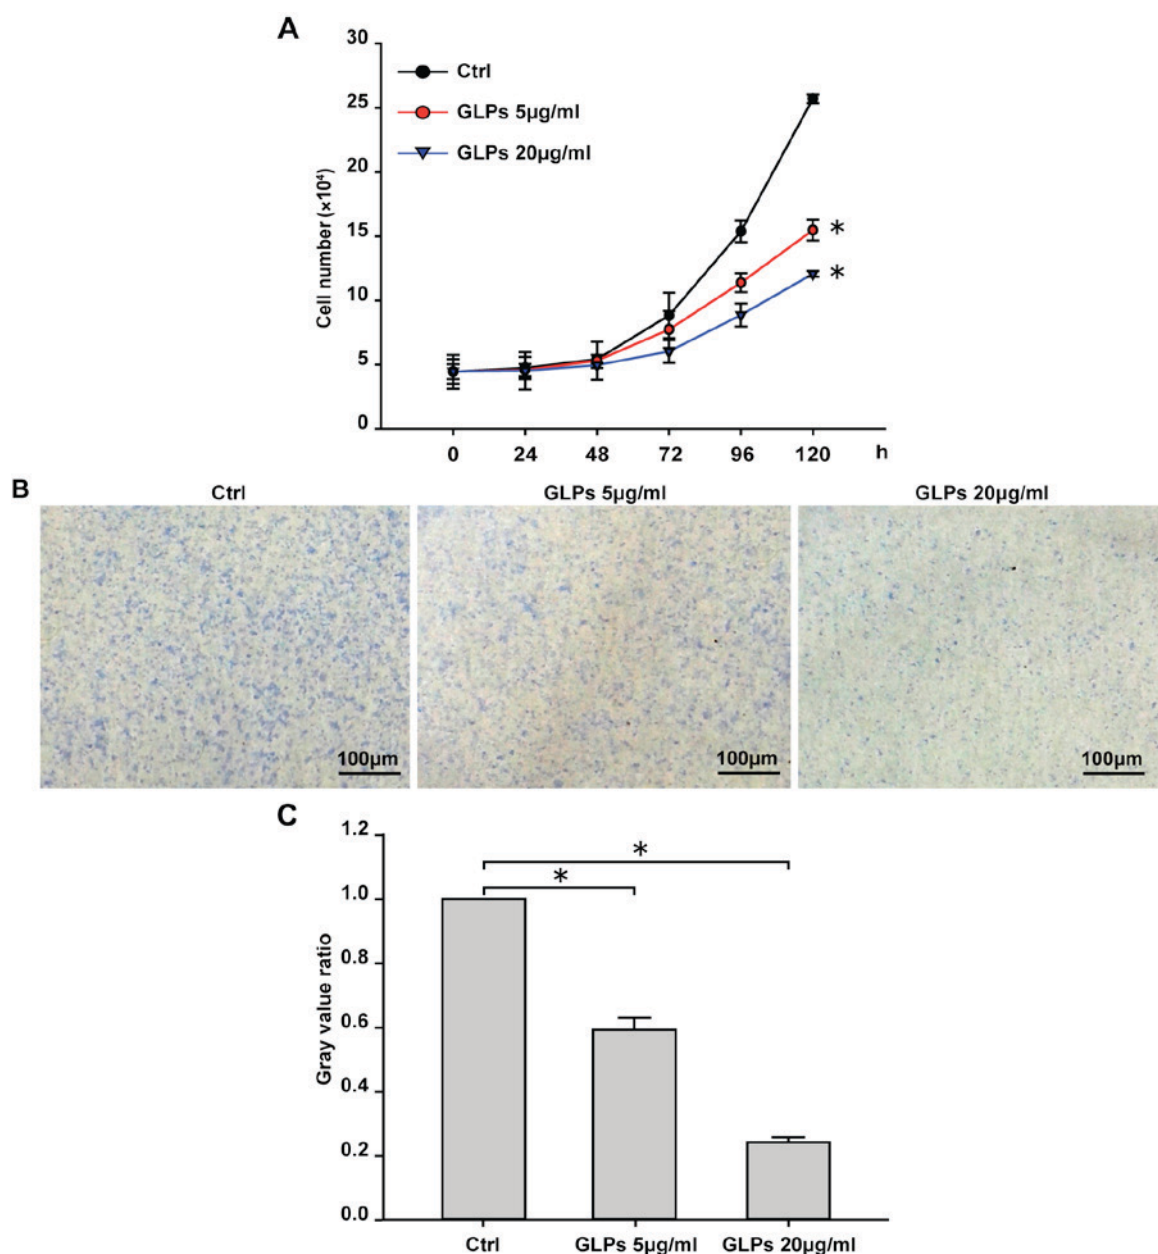 A
30
25
20
15
10
5
0
Cell number (×10⁴)
Ctrl
GLPs 5µg/ml
GLPs 20µg/ml
*
*
0 24 48 72 96 120 h
B
Ctrl GLPs 5µg/ml GLPs 20µg/ml
100µm 100µm 100µm
C
1.2
1.0
0.8
0.6
0.4
0.2
0.0
Gray value ratio
*
*
Ctrl GLPs 5µg/ml GLPs 20µg/ml